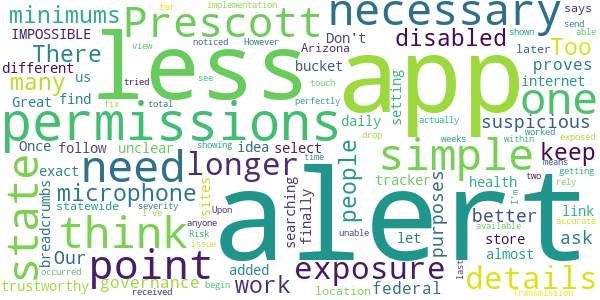 bar implementation
minimums Prescott necessary says send able
IMPOSSIBLE There noticed However Arizona Don't disabled shown later Too
different us view bucket internet proves
many less app one
Great find tried fix touch perfectly setting suspicious
permissions daily actually
Once follow unclear idea select drop weeks worked within exposed
state need longer simple keep
exact showing time total people tracker means two getting rely
statewide microphone sites searching finally purposes health link
breadcrumbs severity I've alert better I'm accurate
think anyone Upon let store ask available
Our issue Risk unable almost
point added work exposure last details
trustworthy governance location federal
occurred received begin see transmission